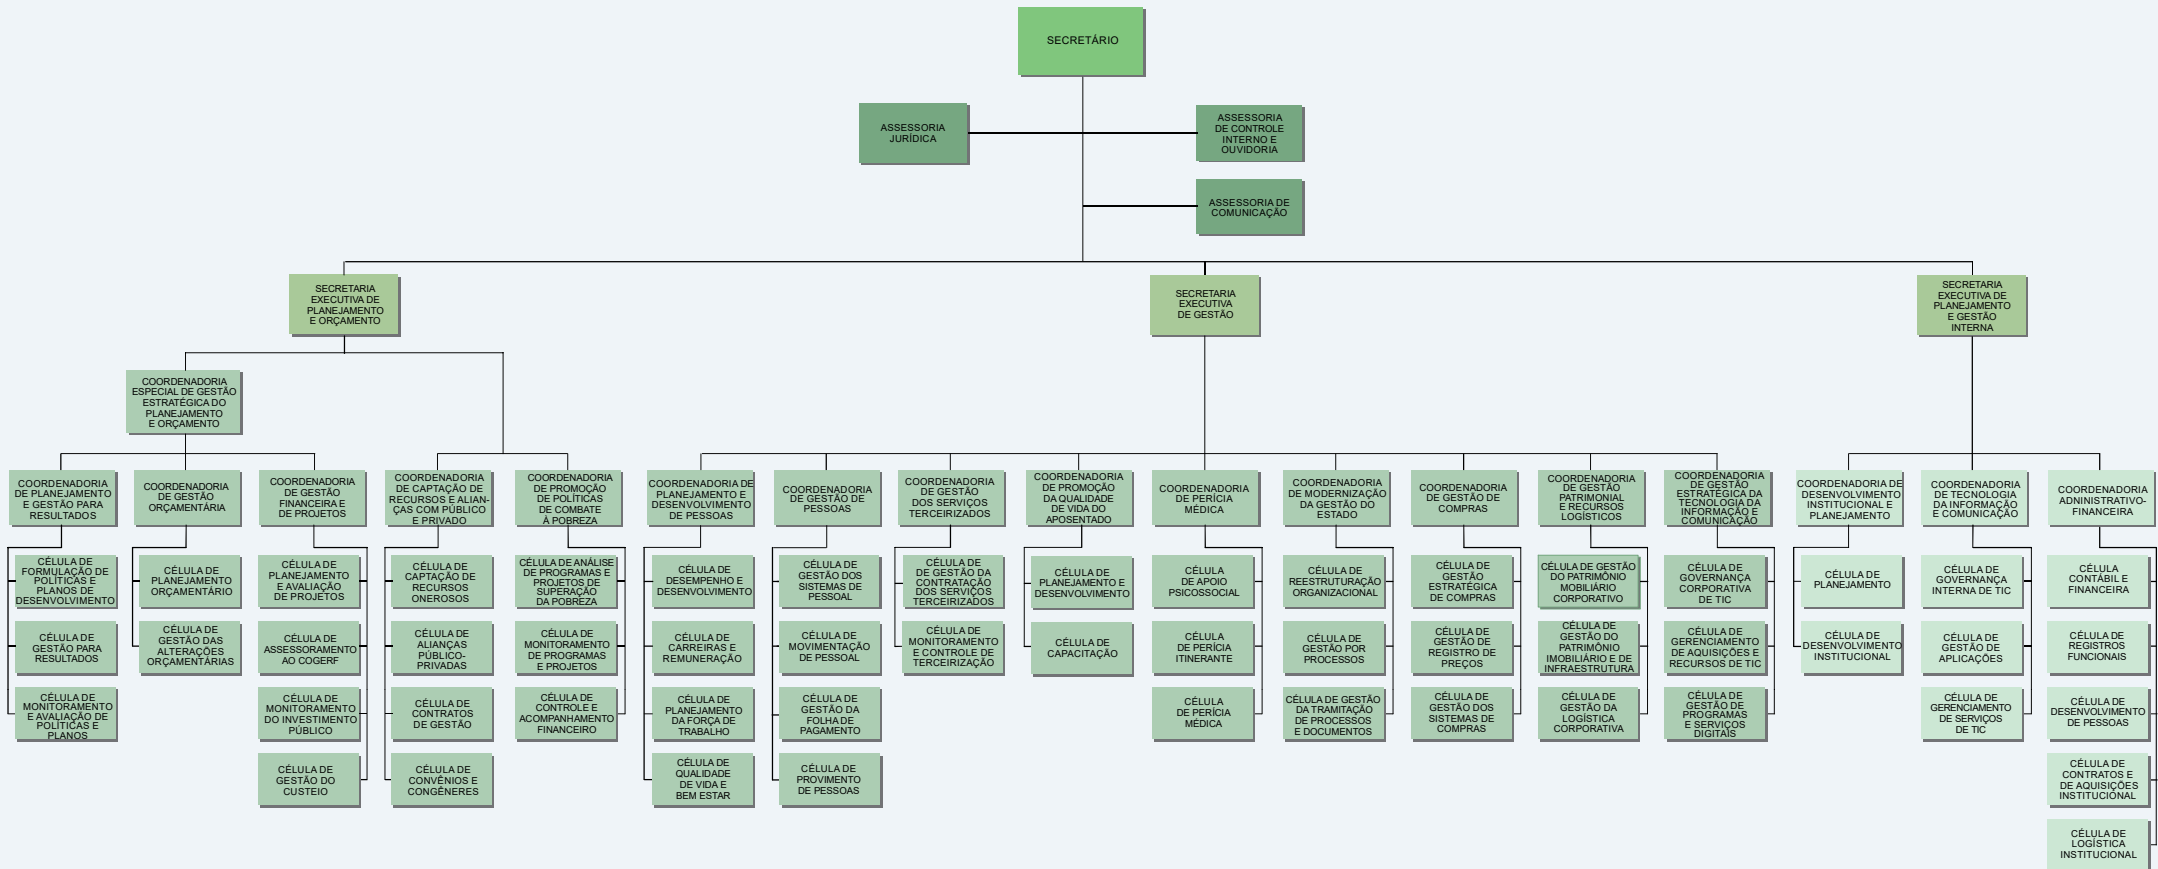 SECRETÁRIO
ASSESSORIA
JURÍDICA
ASSESSORIA
DE CONTROLE
INTERNO E
OUVIDORIA
ASSESSORIA DE
COMUNICAÇÃO
SECRETARIA
EXECUTIVA DE
PLANEJAMENTO
E ORÇAMENTO
SECRETARIA
EXECUTIVA
DE GESTÃO
SECRETARIA
EXECUTIVA DE
PLANEJAMENTO
E GESTÃO
INTERNA
COORDENADORIA
ESPECIAL DE GESTÃO
ESTRATÉGICA DO
PLANEJAMENTO
E ORÇAMENTO
COORDENADORIA
DE PLANEJAMENTO
E GESTÃO PARA
RESULTADOS
COORDENADORIA
DE GESTÃO
ORÇAMENTÁRIA
COORDENADORIA
DE GESTÃO
FINANCEIRA E
DE PROJETOS
COORDENADORIA
DE CAPTAÇÃO DE
RECURSOS E ALIAN-
ÇAS COM PÚBLICO
E PRIVADO
COORDENADORIA
DE PROMOÇÃO
DE POLÍTICAS
DE COMBATE
À POBREZA
COORDENADORIA DE
PLANEJAMENTO E
DESENVOLVIMENTO
DE PESSOAS
COORDENADORIA
DE GESTÃO DE
PESSOAS
COORDENADORIA
DE GESTÃO
DOS SERVIÇOS
TERCEIRIZADOS
COORDENADORIA
DE PROMOÇÃO
DA QUALIDADE
DE VIDA DO
APOSENTADO
COORDENADORIA
DE PERÍCIA
MÉDICA
COORDENADORIA
DE MODERNIZAÇÃO
DA GESTÃO DO
ESTADO
COORDENADORIA
DE GESTÃO DE
COMPRAS
COORDENADORIA
DE GESTÃO
PATRIMONIAL
E RECURSOS
LOGÍSTICOS
COORDENADORIA
DE GESTÃO
ESTRATÉGICA DA
TECNOLOGIA DA
INFORMAÇÃO E
COMUNICAÇÃO
COORDENADORIA DE
DESENVOLVIMENTO
INSTITUCIONAL E
PLANEJAMENTO
COORDENADORIA
DE TECNOLOGIA
DA INFORMAÇÃO
E COMUNICAÇÃO
COORDENADORIA
ADNINISTRATIVO-
FINANCEIRA
CÉLULA DE
FORMULAÇÃO DE
POLÍTICAS E
PLANOS DE
DESENVOLVIMENTO
CÉLULA DE
PLANEJAMENTO
ORÇAMENTÁRIO
CÉLULA DE
PLANEJAMENTO
E AVALIAÇÃO
DE PROJETOS
CÉLULA DE
CAPTAÇÃO DE
RECURSOS
ONEROSOS
CÉLULA DE ANÁLISE
DE PROGRAMAS E
PROJETOS DE
SUPERAÇÃO
DA POBREZA
CÉLULA DE
DESEMPENHO E
DESENVOLVIMENTO
CÉLULA DE
GESTÃO DOS
SISTEMAS DE
PESSOAL
CÉLULA DE
DE GESTÃO DA
CONTRATAÇÃO
DOS SERVIÇOS
TERCEIRIZADOS
CÉLULA DE
PLANEJAMENTO E
DESENVOLVIMENTO
CÉLULA
DE APOIO
PSICOSSOCIAL
CÉLULA DE
REESTRUTURAÇÃO
ORGANIZACIONAL
CÉLULA DE
GESTÃO
ESTRATÉGICA
DE COMPRAS
CÉLULA DE GESTÃO
DO PATRIMÔNIO
MOBILIÁRIO
CORPORATIVO
CÉLULA DE
GOVERNANÇA
CORPORATIVA
DE TIC
CÉLULA DE
PLANEJAMENTO
CÉLULA DE
GOVERNANÇA
INTERNA DE TIC
CÉLULA
CONTÁBIL E
FINANCEIRA
CÉLULA DE
GESTÃO PARA
RESULTADOS
CÉLULA DE
GESTÃO DAS
ALTERAÇÕES
ORÇAMENTÁRIAS
CÉLULA DE
ASSESSORAMENTO
AO COGERF
CÉLULA DE
ALIANÇAS
PÚBLICO-
PRIVADAS
CÉLULA DE
MONITORAMENTO
DE PROGRAMAS
E PROJETOS
CÉLULA DE
CARREIRAS E
REMUNERAÇÃO
CÉLULA DE
MOVIMENTAÇÃO
DE PESSOAL
CÉLULA DE
MONITORAMENTO
E CONTROLE DE
TERCEIRIZAÇÃO
CÉLULA DE
CAPACITAÇÃO
CÉLULA
DE PERÍCIA
ITINERANTE
CÉLULA DE
GESTÃO POR
PROCESSOS
CÉLULA DE
GESTÃO DE
REGISTRO DE
PREÇOS
CÉLULA DE
GESTÃO DO
PATRIMÔNIO
IMOBILIÁRIO E DE
INFRAESTRUTURA
CÉLULA DE
GERENCIAMENTO
DE AQUISIÇÕES E
RECURSOS DE TIC
CÉLULA DE
DESENVOLVIMENTO
INSTITUCIONAL
CÉLULA DE
GESTÃO DE
APLICAÇÕES
CÉLULA DE
REGISTROS
FUNCIONAIS
CÉLULA DE
MONITORAMENTO
E AVALIAÇÃO DE
POLÍTICAS E
PLANOS
CÉLULA DE
MONITORAMENTO
DO INVESTIMENTO
PÚBLICO
CÉLULA DE
CONTRATOS
DE GESTÃO
CÉLULA DE
CONTROLE E
ACOMPANHAMENTO
FINANCEIRO
CÉLULA DE
PLANEJAMENTO
DA FORÇA DE
TRABALHO
CÉLULA DE
GESTÃO DA
FOLHA DE
PAGAMENTO
CÉLULA
DE PERÍCIA
MÉDICA
CÉLULA DE GESTÃO
DA TRAMITAÇÃO
DE PROCESSOS
E DOCUMENTOS
CÉLULA DE
GESTÃO DOS
SISTEMAS DE
COMPRAS
CÉLULA DE
GESTÃO DA
LOGÍSTICA
CORPORATIVA
CÉLULA DE
GESTÃO DE
PROGRAMAS
E SERVIÇOS
DIGITAIS
CÉLULA DE
GERENCIAMENTO
DE SERVIÇOS
DE TIC
CÉLULA DE
DESENVOLVIMENTO
DE PESSOAS
CÉLULA DE
GESTÃO DO
CUSTEIO
CÉLULA DE
CONVÊNIOS E
CONGÊNERES
CÉLULA DE
QUALIDADE
DE VIDA E
BEM ESTAR
CÉLULA DE
PROVIMENTO
DE PESSOAS
CÉLULA DE
CONTRATOS E
DE AQUISIÇÕES
INSTITUCIONAL
CÉLULA DE
LOGÍSTICA
INSTITUCIONAL